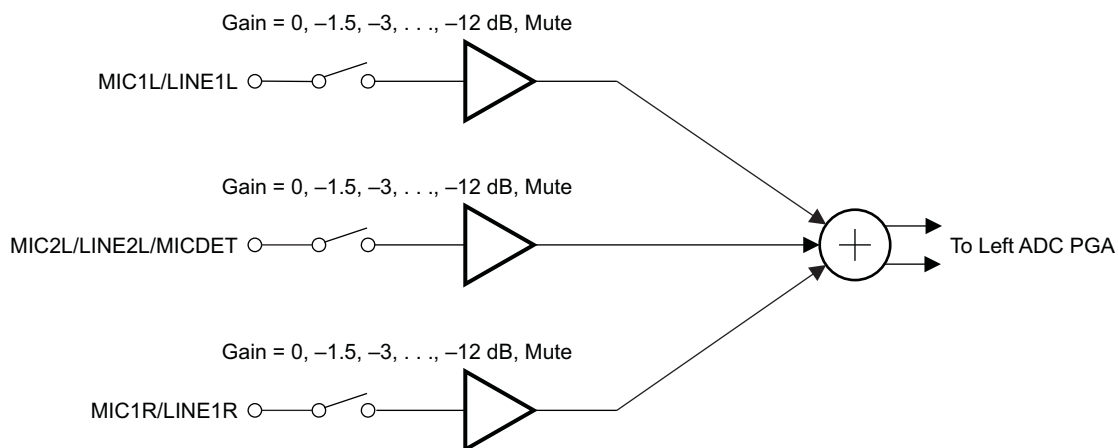 Gain = 0, –1.5, –3, . . ., –12 dB, Mute
MIC1L/LINE1L
Gain = 0, –1.5, –3, . . ., –12 dB, Mute
MIC2L/LINE2L/MICDET
To Left ADC PGA
Gain = 0, –1.5, –3, . . ., –12 dB, Mute
MIC1R/LINE1R